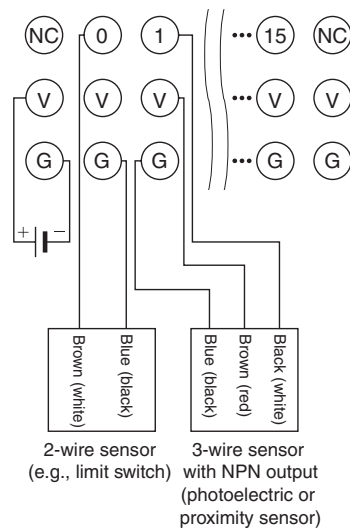 NC 0 1 ••• 15 NC
V V V ••• V V
G G G ••• G G
+ −
Brown (white)
Blue (black)
Blue (black)
Brown (red)
Black (white)
2-wire sensor
(e.g., limit switch)
3-wire sensor
with NPN output
(photoelectric or
proximity sensor)